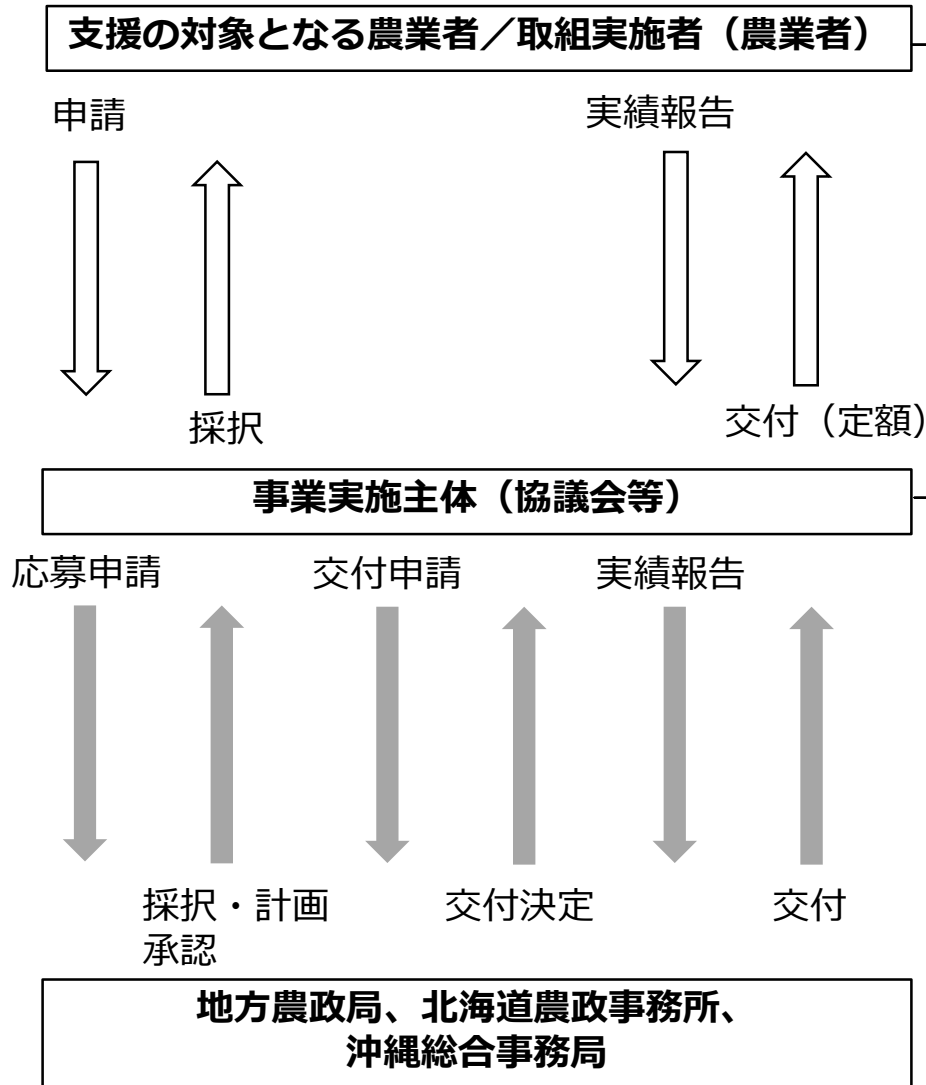 支援の対象となる農業者／取組実施者（農業者）
申請
実績報告
採択
交付（定額）
事業実施主体（協議会等）
応募申請
交付申請
実績報告
採択・計画
承認
交付決定
交付
地方農政局、北海道農政事務所、
沖縄総合事務局